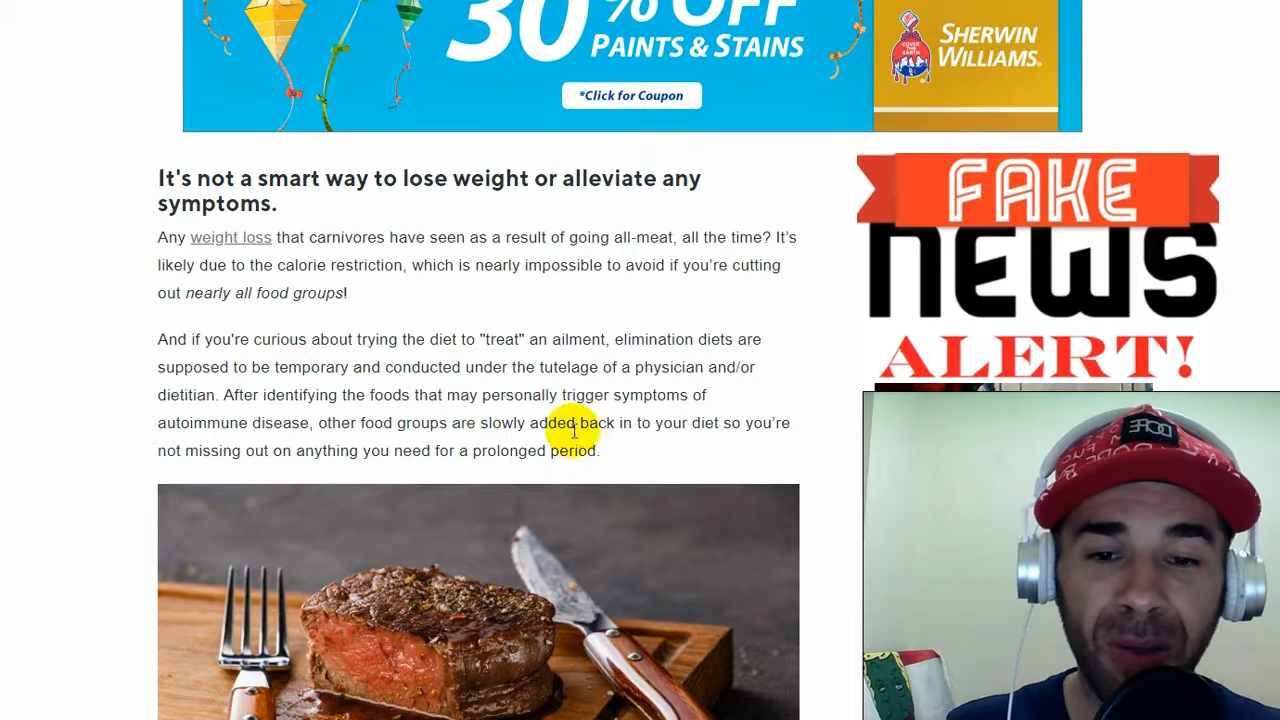 30% OFF
PAINTS & STAINS
*Click for Coupon
COVER THE EARTH
SHERWIN
WILLIAMS.
It's not a smart way to lose weight or alleviate any
symptoms.
Any weight loss that carnivores have seen as a result of going all-meat, all the time? It’s
likely due to the calorie restriction, which is nearly impossible to avoid if you’re cutting
out nearly all food groups!
And if you're curious about trying the diet to "treat" an ailment, elimination diets are
supposed to be temporary and conducted under the tutelage of a physician and/or
dietitian. After identifying the foods that may personally trigger symptoms of
autoimmune disease, other food groups are slowly added back in to your diet so you’re
not missing out on anything you need for a prolonged period.
FAKE
NEWS
ALERT!
DOPE